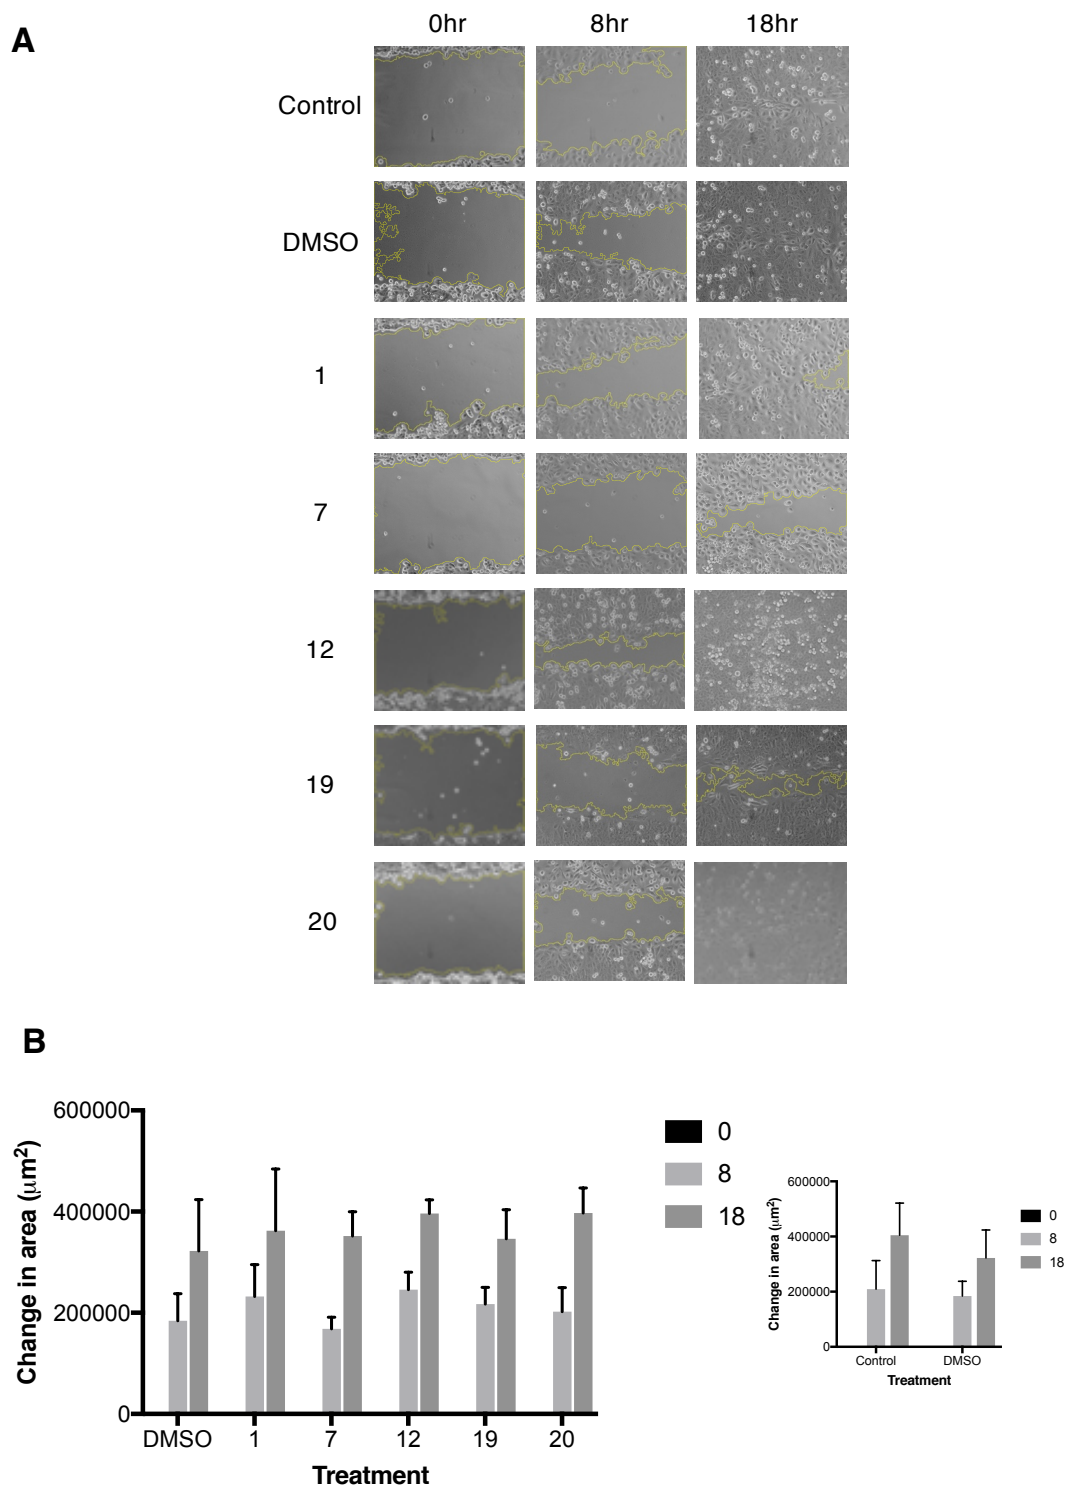 A
0hr 8hr 18hr
Control
DMSO
1
7
12
19
20
B
Change in area (μm²)
600000
400000
200000
0
DMSO 1 7 12 19 20
Treatment
0
8
18
Change in area (μm²)
600000
400000
200000
0
Control DMSO
Treatment
0
8
18